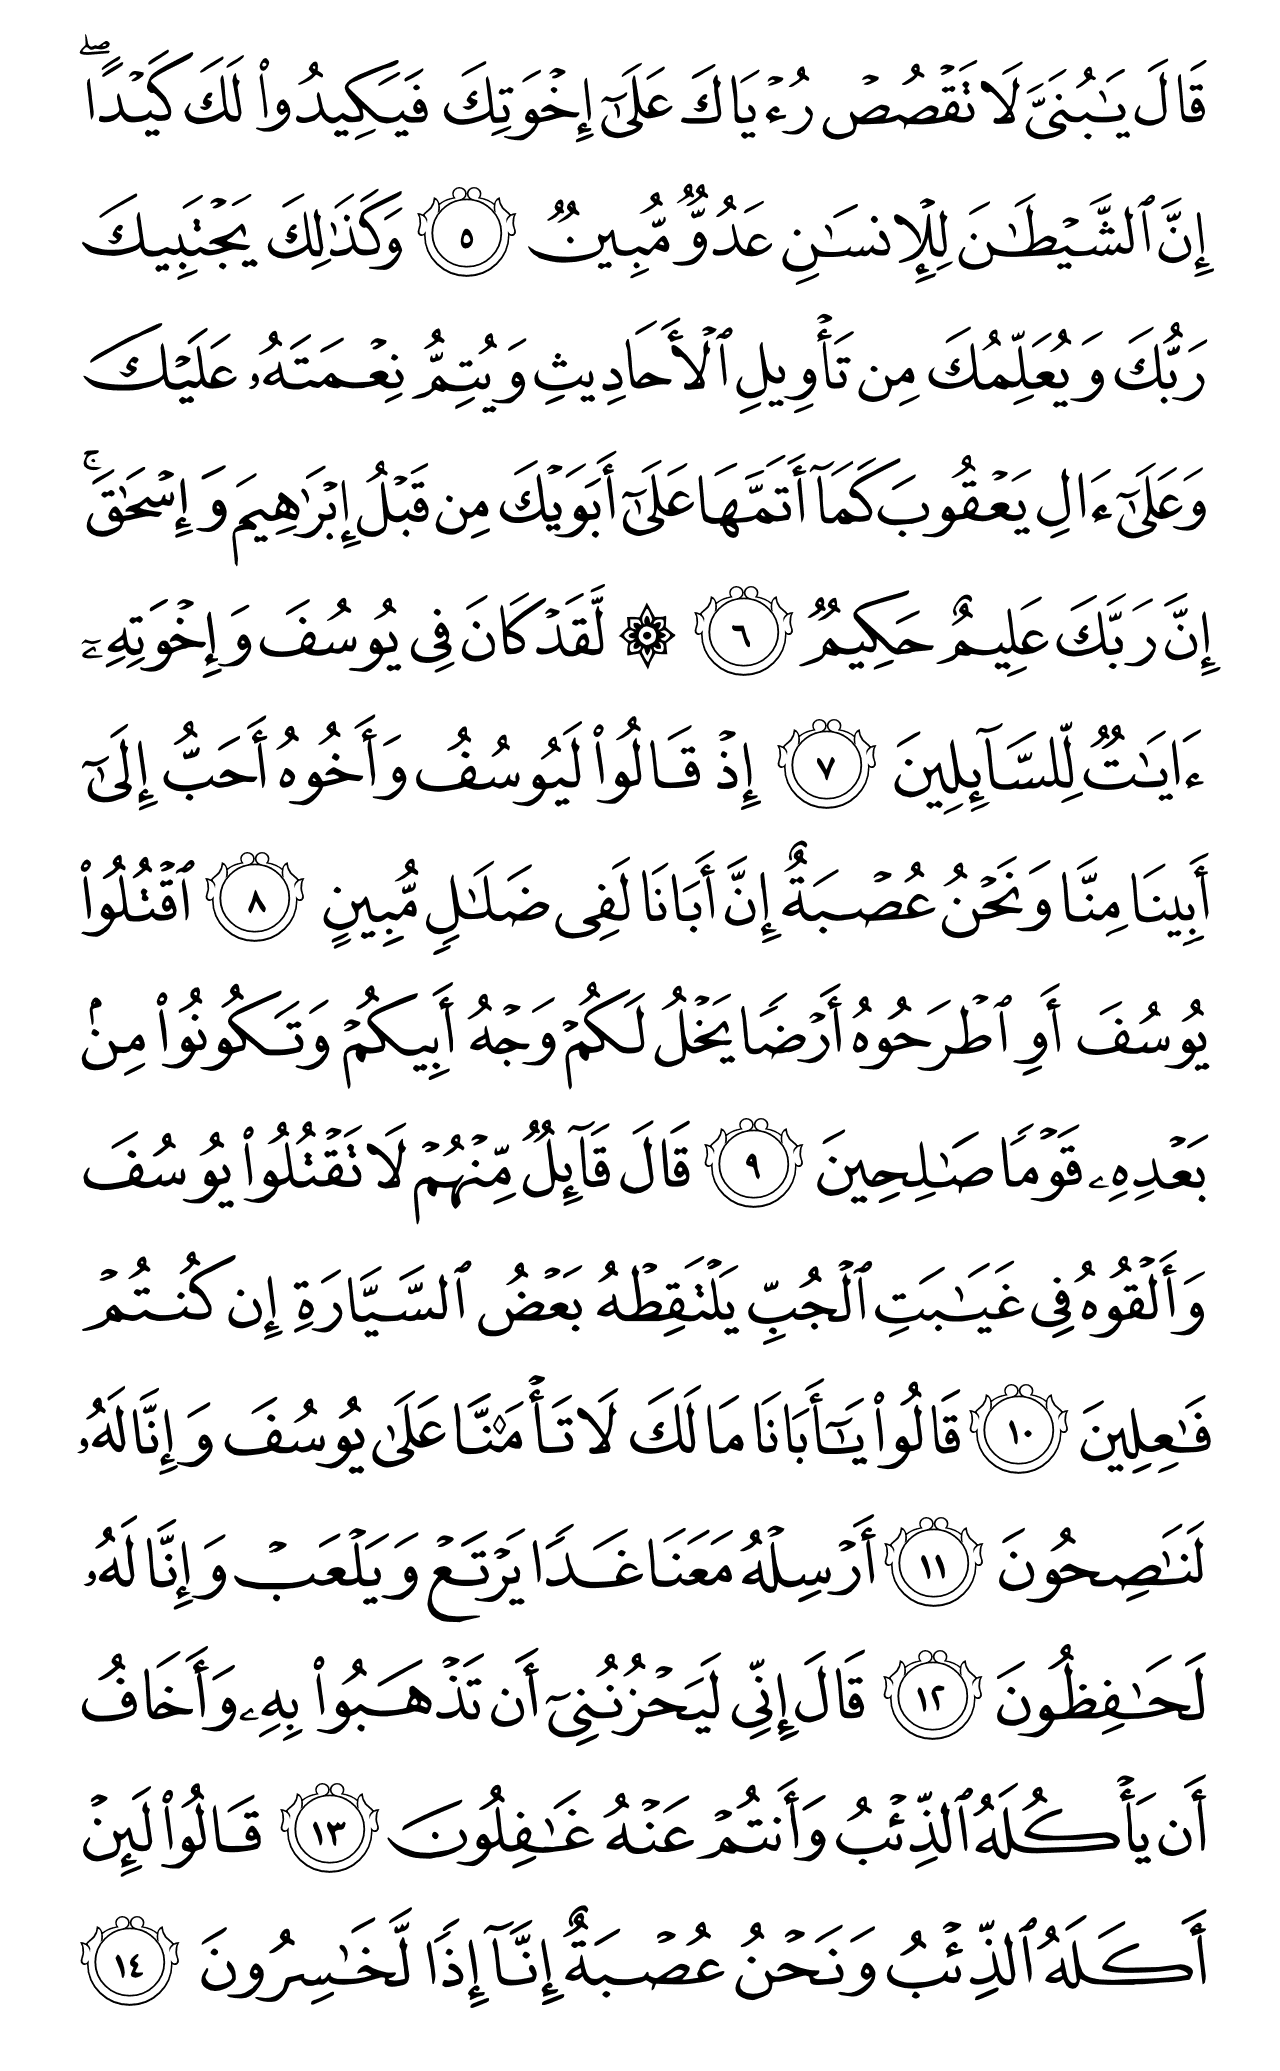 قَالَ يَٰبُنَىَّ لَا تَقْصُصْ رُءْيَاكَ عَلَىٰٓ إِخْوَتِكَ فَيَكِيدُوا۟ لَكَ كَيْدًا ۖ
إِنَّ ٱلشَّيْطَٰنَ لِلْإِنسَٰنِ عَدُوٌّ مُّبِينٌ ٥ وَكَذَٰلِكَ يَجْتَبِيكَ
رَبُّكَ وَيُعَلِّمُكَ مِن تَأْوِيلِ ٱلْأَحَادِيثِ وَيُتِمُّ نِعْمَتَهُۥ عَلَيْكَ
وَعَلَىٰٓ ءَالِ يَعْقُوبَ كَمَآ أَتَمَّهَا عَلَىٰٓ أَبَوَيْكَ مِن قَبْلُ إِبْرَٰهِيمَ وَإِسْحَٰقَ ۚ
إِنَّ رَبَّكَ عَلِيمٌ حَكِيمٌ ٦ ۞ لَّقَدْ كَانَ فِى يُوسُفَ وَإِخْوَتِهِۦٓ
ءَايَٰتٌ لِّلسَّآئِلِينَ ٧ إِذْ قَالُوا۟ لَيُوسُفُ وَأَخُوهُ أَحَبُّ إِلَىٰٓ
أَبِينَا مِنَّا وَنَحْنُ عُصْبَةٌ إِنَّ أَبَانَا لَفِى ضَلَٰلٍ مُّبِينٍ ٨ ٱقْتُلُوا۟
يُوسُفَ أَوِ ٱطْرَحُوهُ أَرْضًا يَخْلُ لَكُمْ وَجْهُ أَبِيكُمْ وَتَكُونُوا۟ مِنۢ
بَعْدِهِۦ قَوْمًا صَٰلِحِينَ ٩ قَالَ قَآئِلٌ مِّنْهُمْ لَا تَقْتُلُوا۟ يُوسُفَ
وَأَلْقُوهُ فِى غَيَٰبَتِ ٱلْجُبِّ يَلْتَقِطْهُ بَعْضُ ٱلسَّيَّارَةِ إِن كُنتُمْ
فَٰعِلِينَ ١٠ قَالُوا۟ يَٰٓأَبَانَا مَا لَكَ لَا تَأْمَ۫نَّا عَلَىٰ يُوسُفَ وَإِنَّا لَهُۥ
لَنَٰصِحُونَ ١١ أَرْسِلْهُ مَعَنَا غَدًا يَرْتَعْ وَيَلْعَبْ وَإِنَّا لَهُۥ
لَحَٰفِظُونَ ١٢ قَالَ إِنِّى لَيَحْزُنُنِىٓ أَن تَذْهَبُوا۟ بِهِۦ وَأَخَافُ
أَن يَأْكُلَهُ ٱلذِّئْبُ وَأَنتُمْ عَنْهُ غَٰفِلُونَ ١٣ قَالُوا۟ لَئِنْ
أَكَلَهُ ٱلذِّئْبُ وَنَحْنُ عُصْبَةٌ إِنَّآ إِذًا لَّخَٰسِرُونَ ١٤